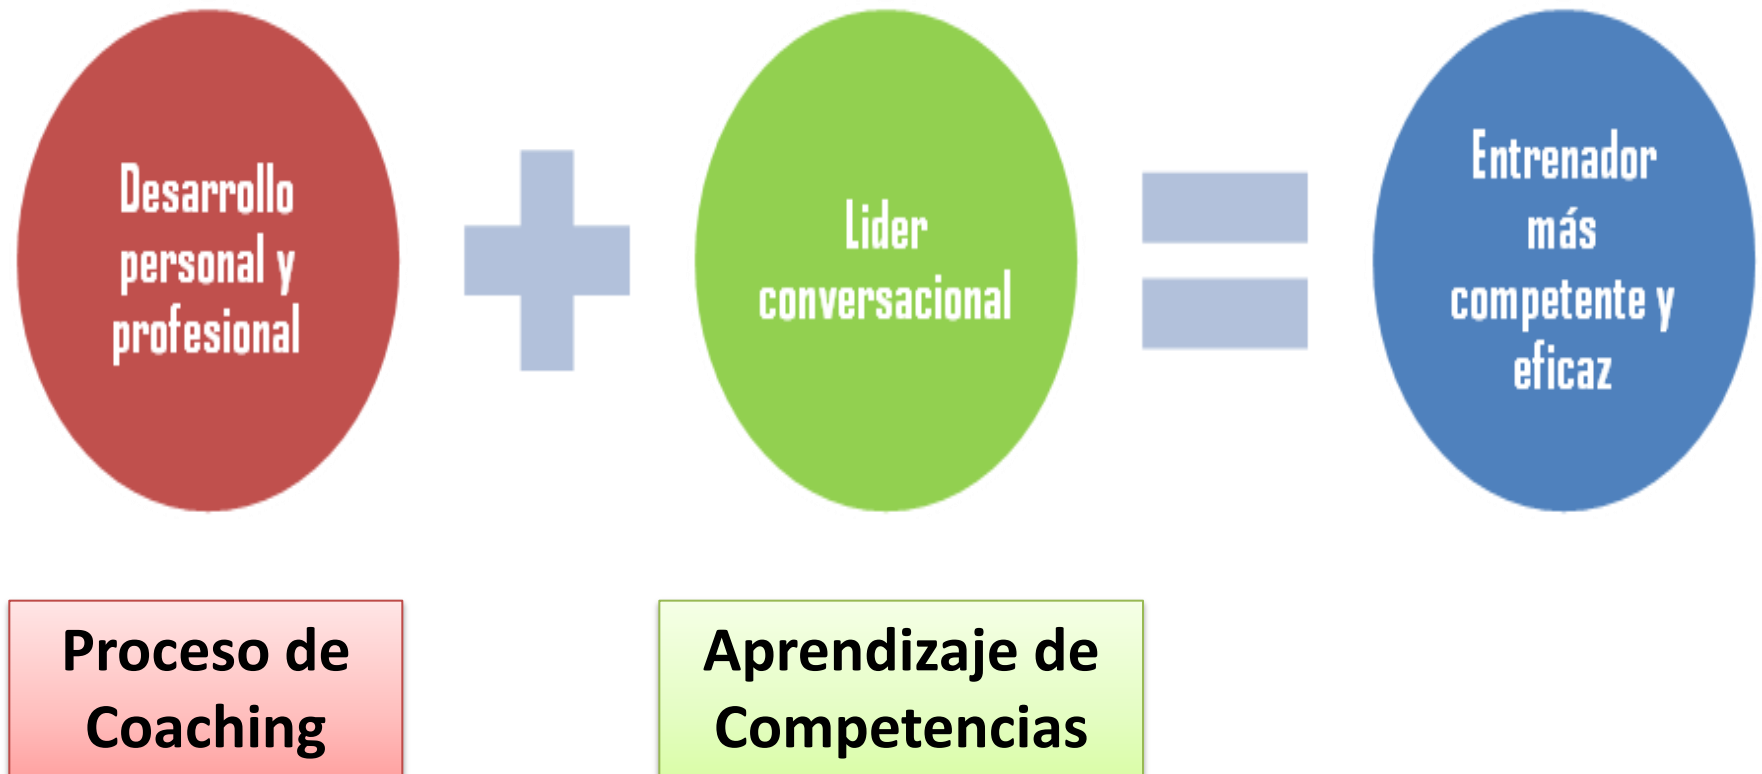 Desarrollo
personal y
profesional
Lider
conversacional
Entrenador
más
competente y
eficaz
Proceso de
Coaching
Aprendizaje de
Competencias